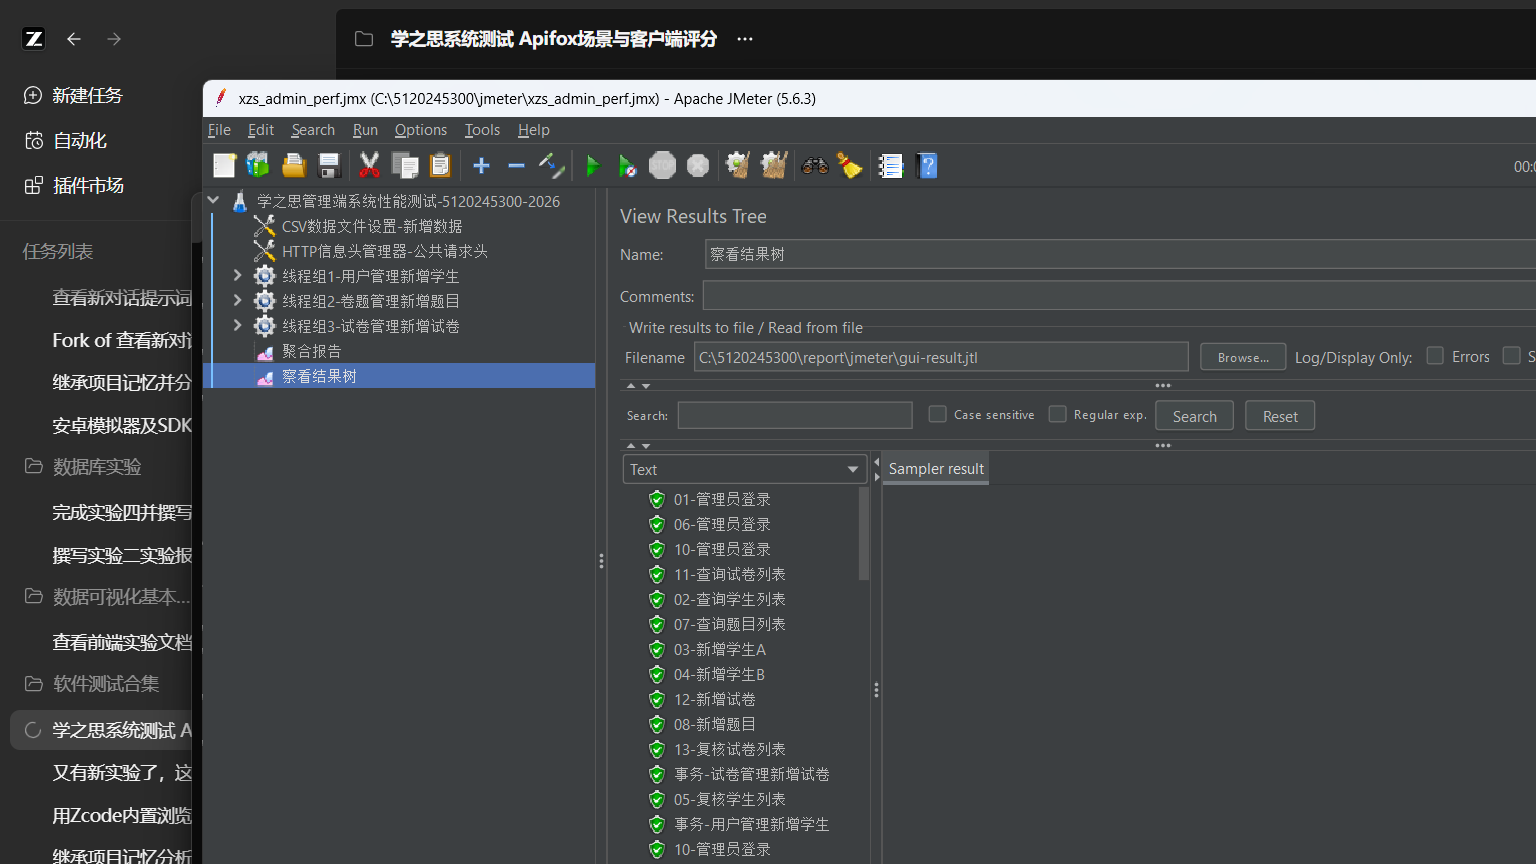 Z
学之思系统测试 Apifox场景与客户端评分 ...
新建任务
自动化
插件市场
任务列表
查看新对话提示词
Fork of 查看新对
继承项目记忆并分
安卓模拟器及SDK
数据库实验
完成实验四并撰写
撰写实验二实验报
数据可视化基本...
查看前端实验文档
软件测试合集
学之思系统测试 A
又有新实验了，这
用Zcode内置浏览
继承项目记忆分析
xzs_admin_perf.jmx (C:\5120245300\jmeter\xzs_admin_perf.jmx) - Apache JMeter (5.6.3)
File Edit Search Run Options Tools Help
STOP
00:0
学之思管理端系统性能测试-5120245300-2026
CSV数据文件设置-新增数据
HTTP信息头管理器-公共请求头
线程组1-用户管理新增学生
线程组2-卷题管理新增题目
线程组3-试卷管理新增试卷
聚合报告
察看结果树
View Results Tree
Name: 察看结果树
Comments:
Write results to file / Read from file
Filename C:\5120245300\report\jmeter\gui-result.jtl Browse... Log/Display Only: Errors S
Search: Case sensitive Regular exp. Search Reset
Text
Sampler result
01-管理员登录
06-管理员登录
10-管理员登录
11-查询试卷列表
02-查询学生列表
07-查询题目列表
03-新增学生A
04-新增学生B
12-新增试卷
08-新增题目
13-复核试卷列表
事务-试卷管理新增试卷
05-复核学生列表
事务-用户管理新增学生
10-管理员登录